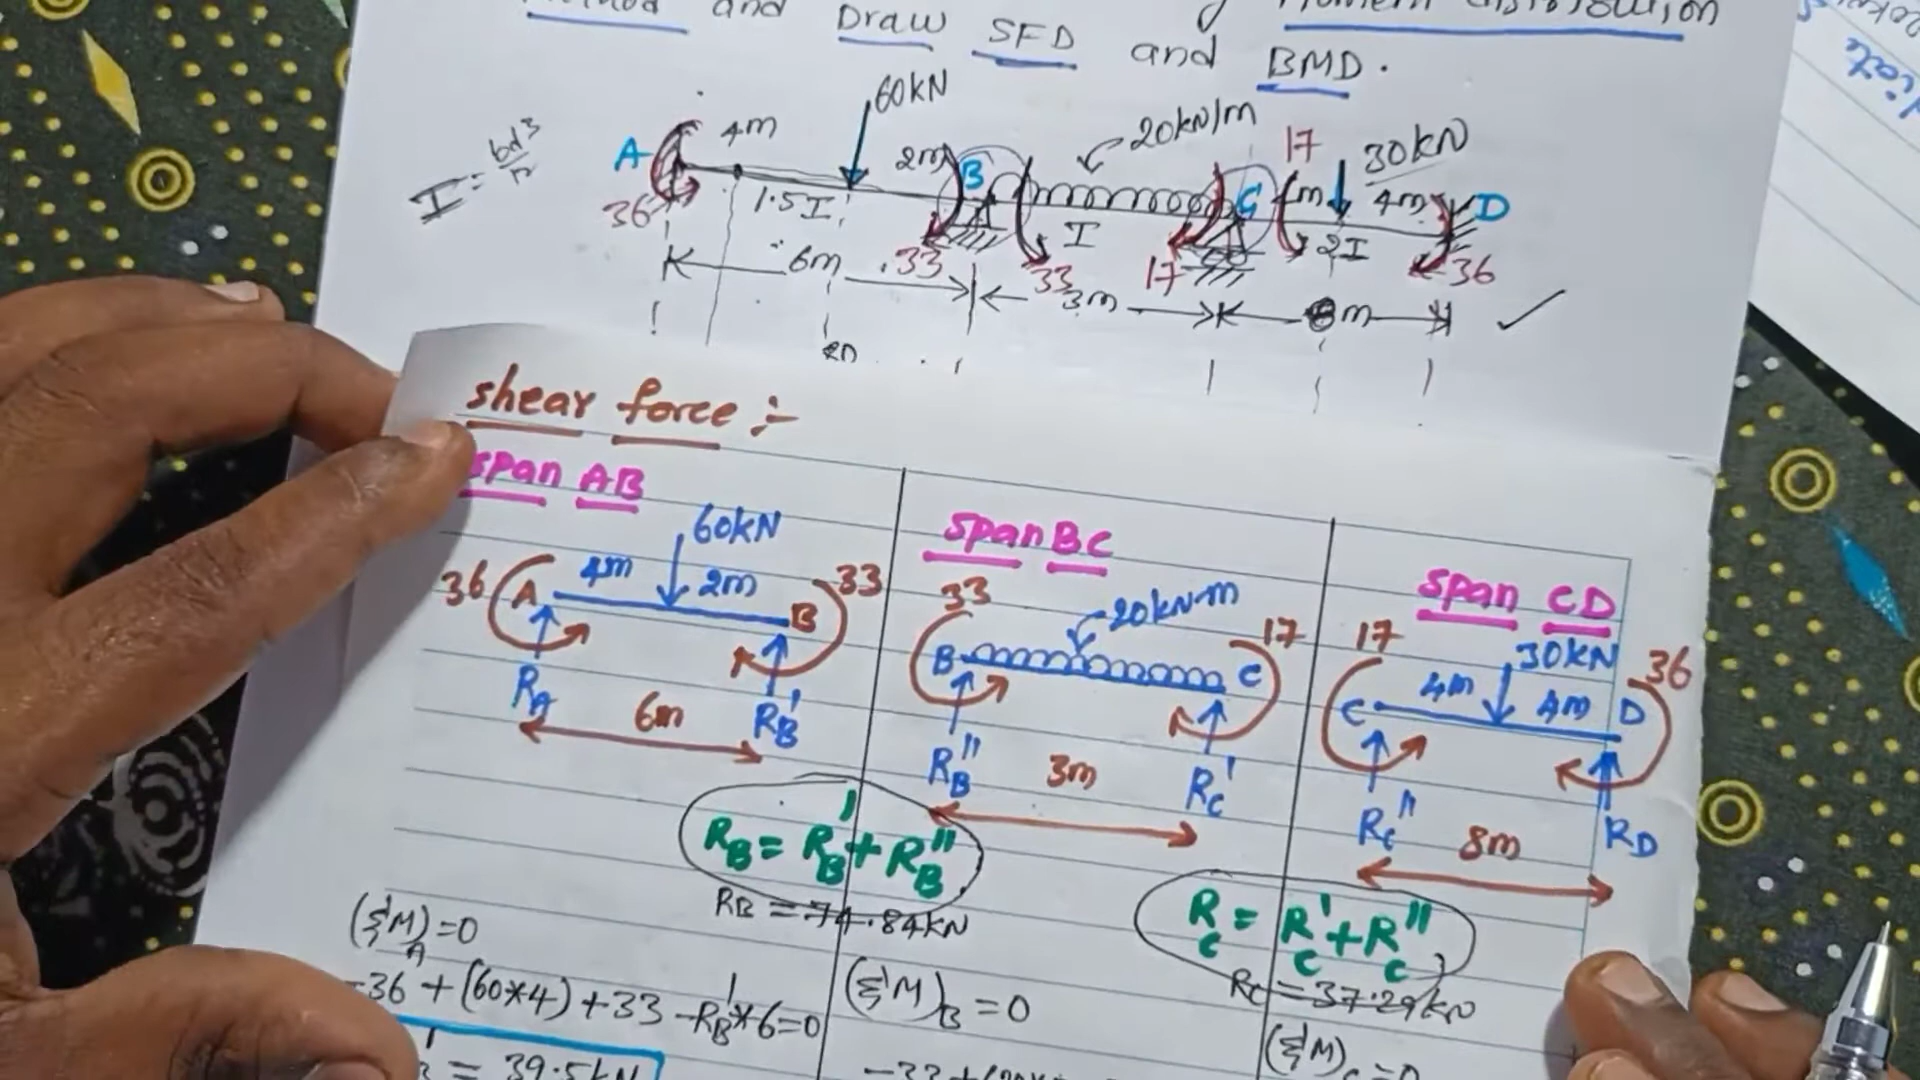 and
Draw SFD and BMD.
I = bd³/12
A
4m
60kN
2m
B
20kN/m
17
30kN
C
4m
D
36
1.5I
I
2I
6m
33
33
3m
17
8m
36
shear force :-
span AB
60kN
36
A
4m
2m
B
33
RA
6m
RB'
span BC
33
20kN-m
17
B
C
RB''
3m
RC'
span CD
17
30kN
36
C
4m
4m
D
RC''
8m
RD
RB = RB' + RB''
RB = 74.84kN
RC = RC' + RC''
RC = 37.29kN
(ΣM)A = 0
-36 + (60*4) + 33 - RB'*6 = 0
= 39.5kN
(ΣM)B = 0
(ΣM)C = 0